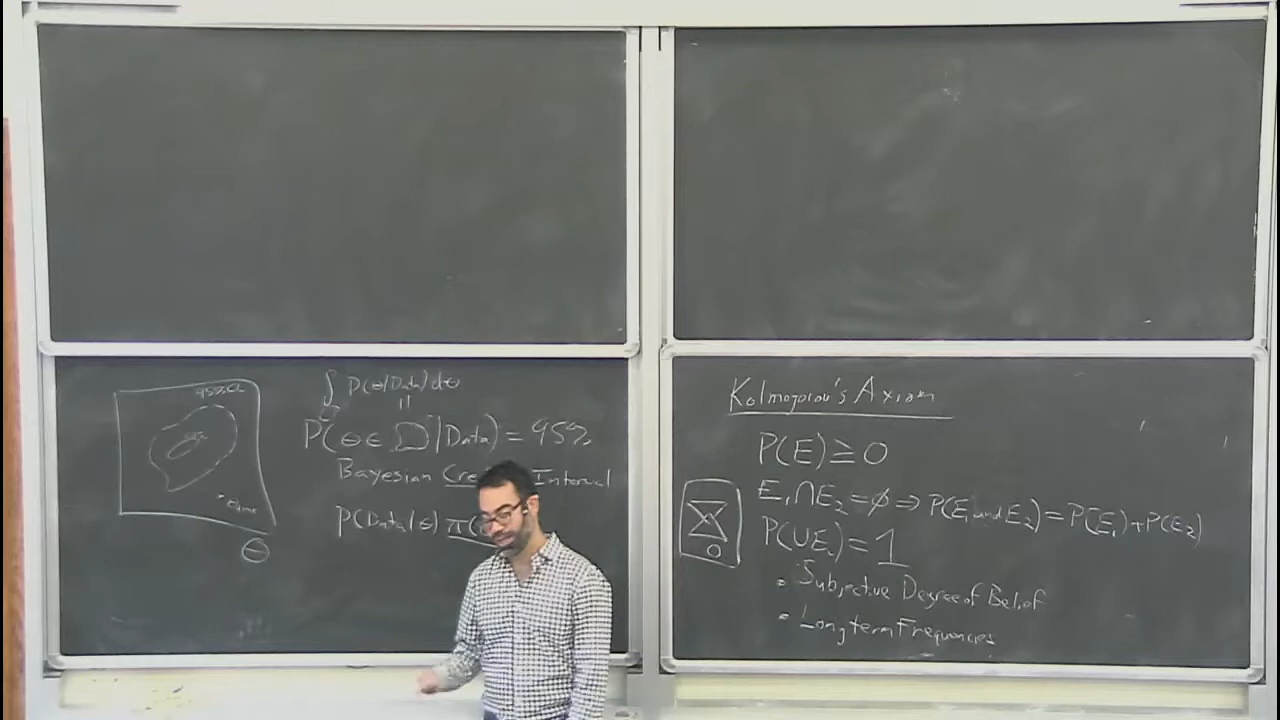 95% CL
∫ P(θ|Data) dθ
||
P(θ ∈ |Data) = 95%
Bayesian Cre Interval
P(Data|θ) π(
Θ
Kolmogorov's Axiom
P(E) ≥ 0
E₁ ∩ E₂ = ∅ ⇒ P(E₁ and E₂) = P(E₁) + P(E₂)
P(∪Eᵢ) = 1
• Subjective Degree of Belief
• Long term Frequencies